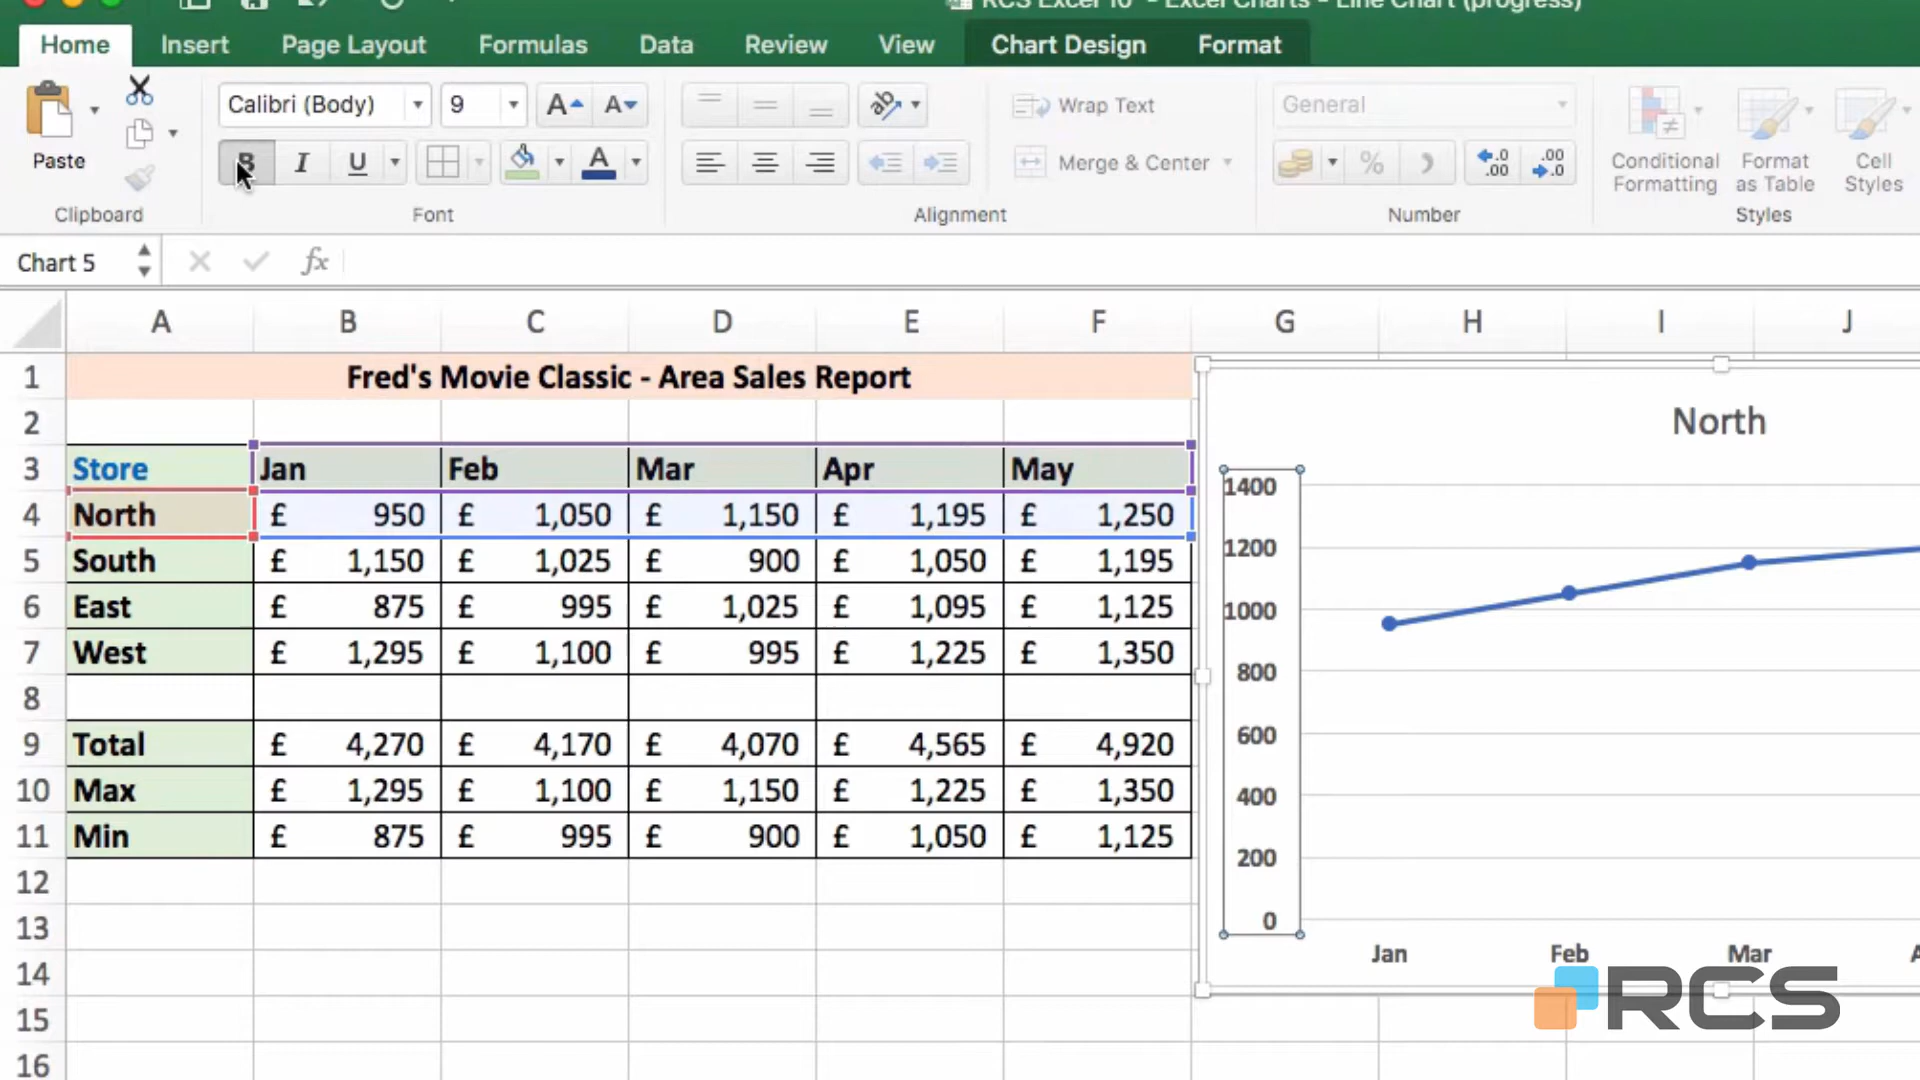 RCS Excel 16 - Excel Charts - Line Chart (progress)
Home Insert Page Layout Formulas Data Review View Chart Design Format
Paste
Clipboard
Calibri (Body) 9
A A
B I U A
Font
Wrap Text
Merge & Center
Alignment
General
% .0 .00 .00 .0
Number
Conditional Formatting
Format as Table
Cell Styles
Styles
Chart 5 fx
A B C D E F G H I J
1 Fred's Movie Classic - Area Sales Report
2
3 Store Jan Feb Mar Apr May
4 North £ 950 £ 1,050 £ 1,150 £ 1,195 £ 1,250
5 South £ 1,150 £ 1,025 £ 900 £ 1,050 £ 1,195
6 East £ 875 £ 995 £ 1,025 £ 1,095 £ 1,125
7 West £ 1,295 £ 1,100 £ 995 £ 1,225 £ 1,350
8
9 Total £ 4,270 £ 4,170 £ 4,070 £ 4,565 £ 4,920
10 Max £ 1,295 £ 1,100 £ 1,150 £ 1,225 £ 1,350
11 Min £ 875 £ 995 £ 900 £ 1,050 £ 1,125
12
13
14
15
16
North
1400
1200
1000
800
600
400
200
0
Jan Feb Mar
RCS